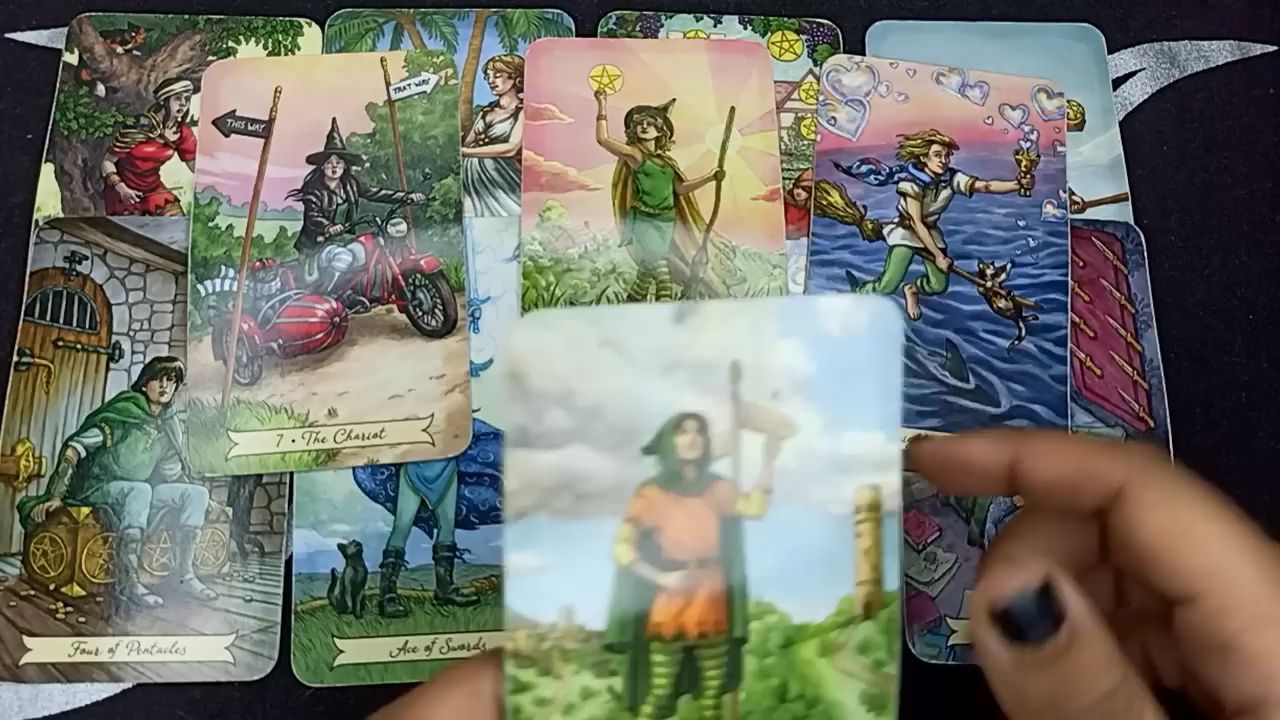 THAT WAY
THIS WAY
7 • The Chariot
Four of Pentacles
Ace of Swords